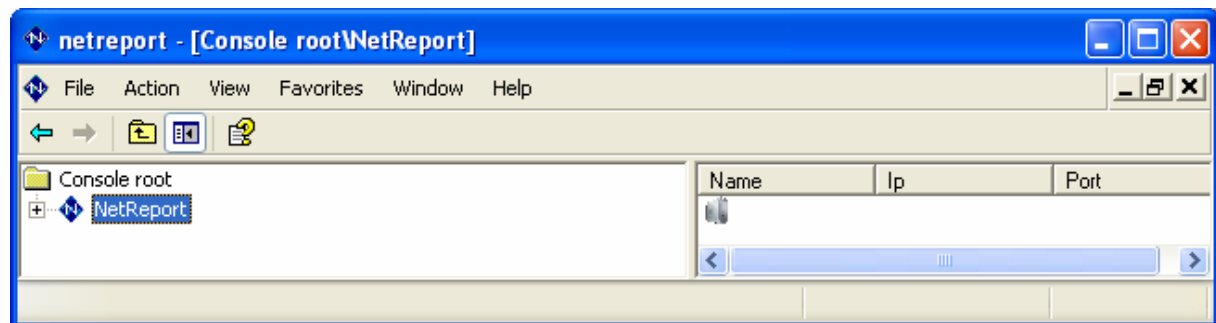 netreport - [Console root\NetReport]
File Action View Favorites Window Help
Console root
NetReport
Name Ip Port